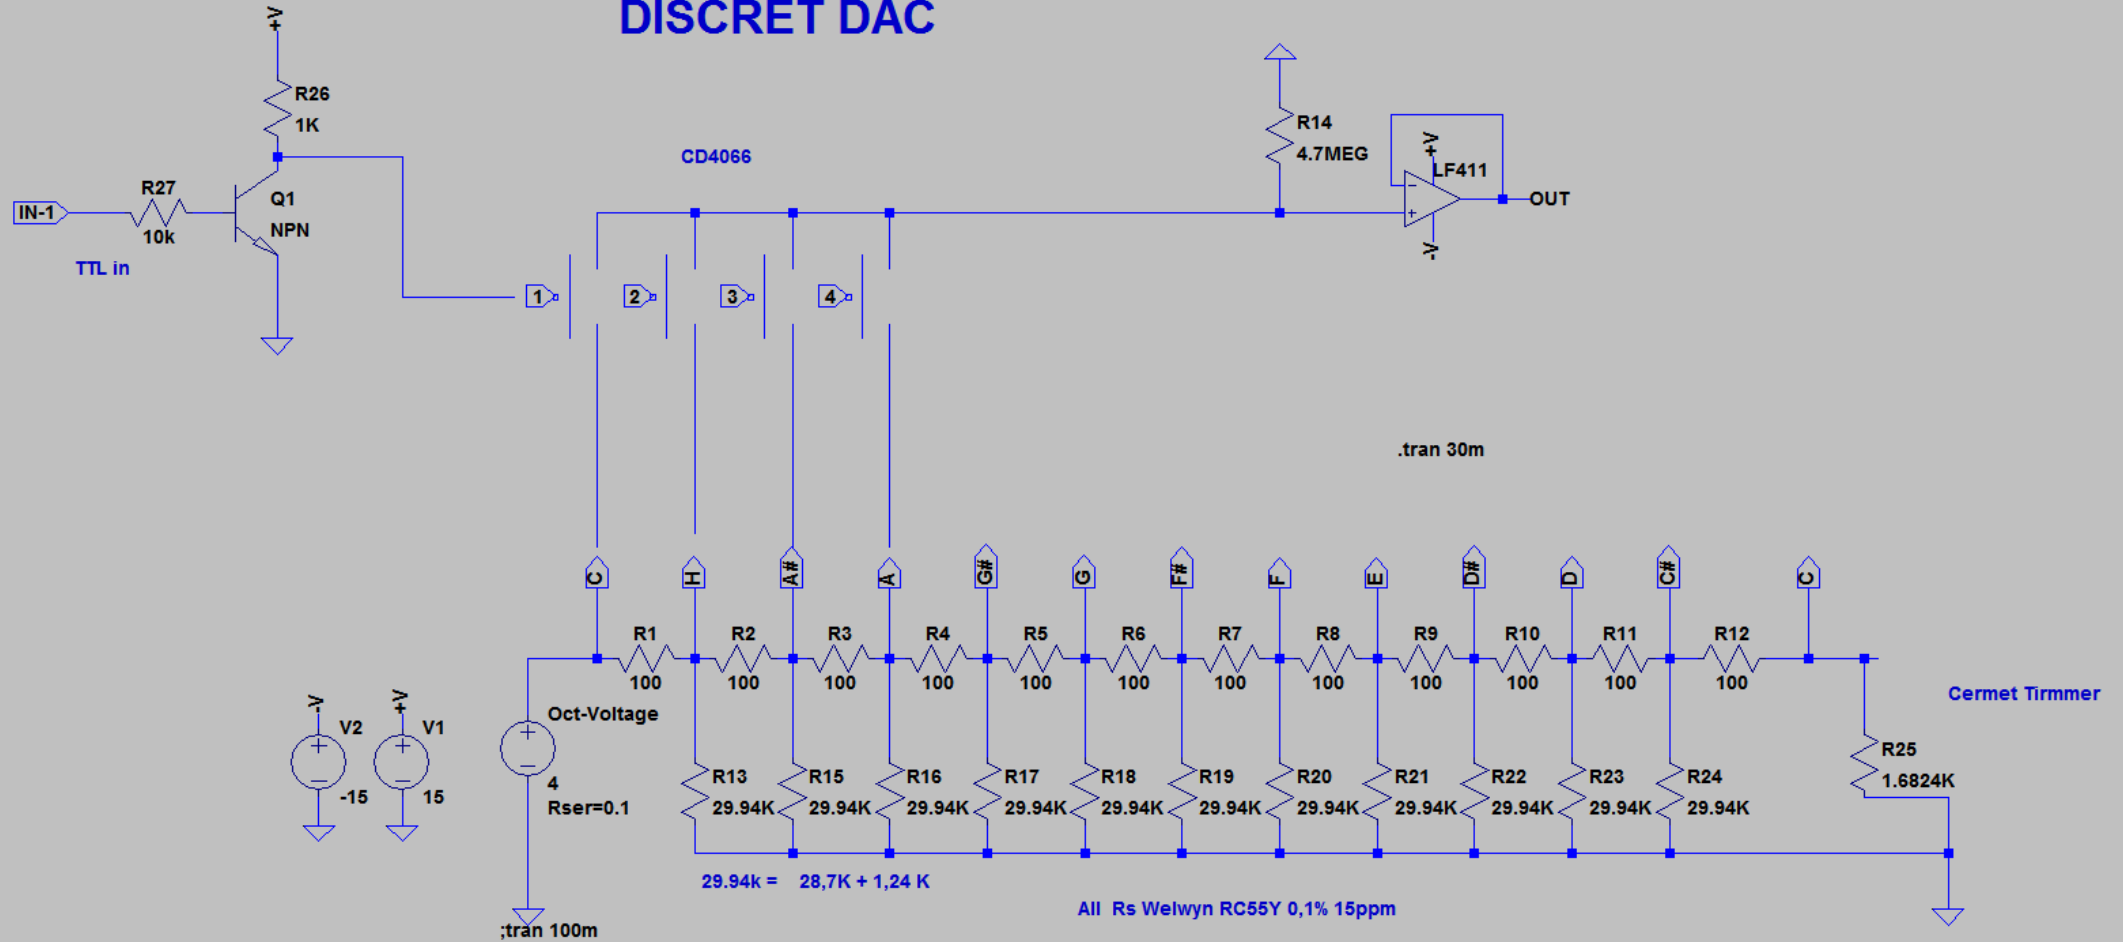 DISCRET DAC
+V
R26
1K
R14
4.7MEG
+V
LF411
CD4066
R27
Q1
IN-1
10k
NPN
OUT
-V
TTL in
1
2
3
4
.tran 30m
C
H
A#
A
G#
G
F#
F
E
D#
D
C#
C
R1
R2
R3
R4
R5
R6
R7
R8
R9
R10
R11
R12
100
100
100
100
100
100
100
100
100
100
100
100
Cermet Tirmmer
-V
+V
V2
V1
Oct-Voltage
-15
15
4
Rser=0.1
R13
R15
R16
R17
R18
R19
R20
R21
R22
R23
R24
R25
29.94K
29.94K
29.94K
29.94K
29.94K
29.94K
29.94K
29.94K
29.94K
29.94K
29.94K
1.6824K
29.94k = 28,7K + 1,24 K
All Rs Welwyn RC55Y 0,1% 15ppm
;tran 100m